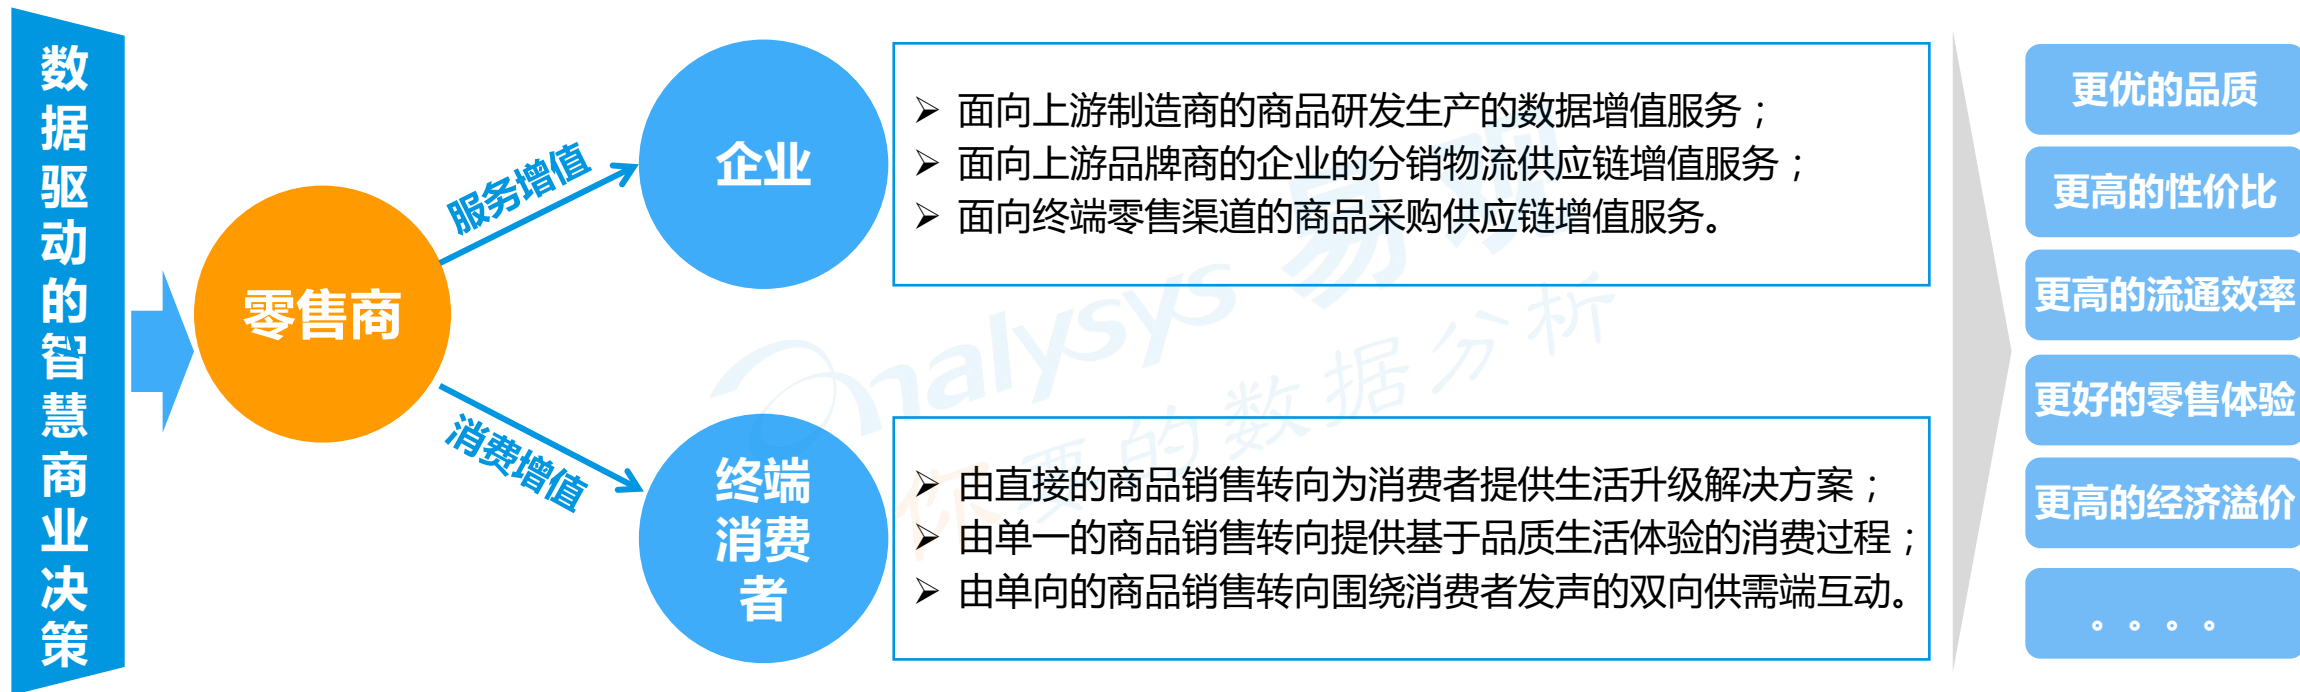 数据驱动的智慧商业决策
零售商
服务增值
消费增值
企业
➢ 面向上游制造商的商品研发生产的数据增值服务；
➢ 面向上游品牌商的企业的分销物流供应链增值服务；
➢ 面向终端零售渠道的商品采购供应链增值服务。
终端
消费
者
➢ 由直接的商品销售转向为消费者提供生活升级解决方案；
➢ 由单一的商品销售转向提供基于品质生活体验的消费过程；
➢ 由单向的商品销售转向围绕消费者发声的双向供需端互动。
更优的品质
更高的性价比
更高的流通效率
更好的零售体验
更高的经济溢价
。。。。
analysys 易观
你要的数据分析